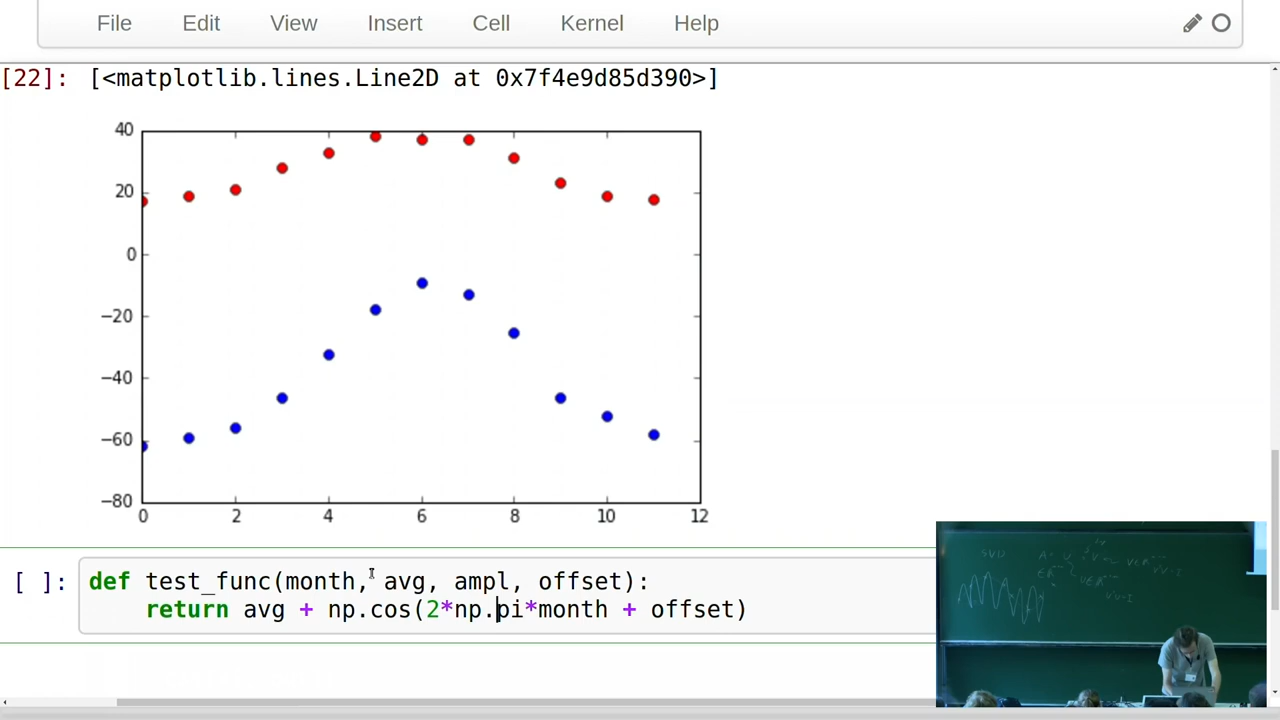 File Edit View Insert Cell Kernel Help
[22]: [<matplotlib.lines.Line2D at 0x7f4e9d85d390>]
40
20
0
−20
−40
−60
−80
0 2 4 6 8 10 12
[ ]: def test_func(month, avg, ampl, offset):
return avg + np.cos(2*np.pi*month + offset)
SVD